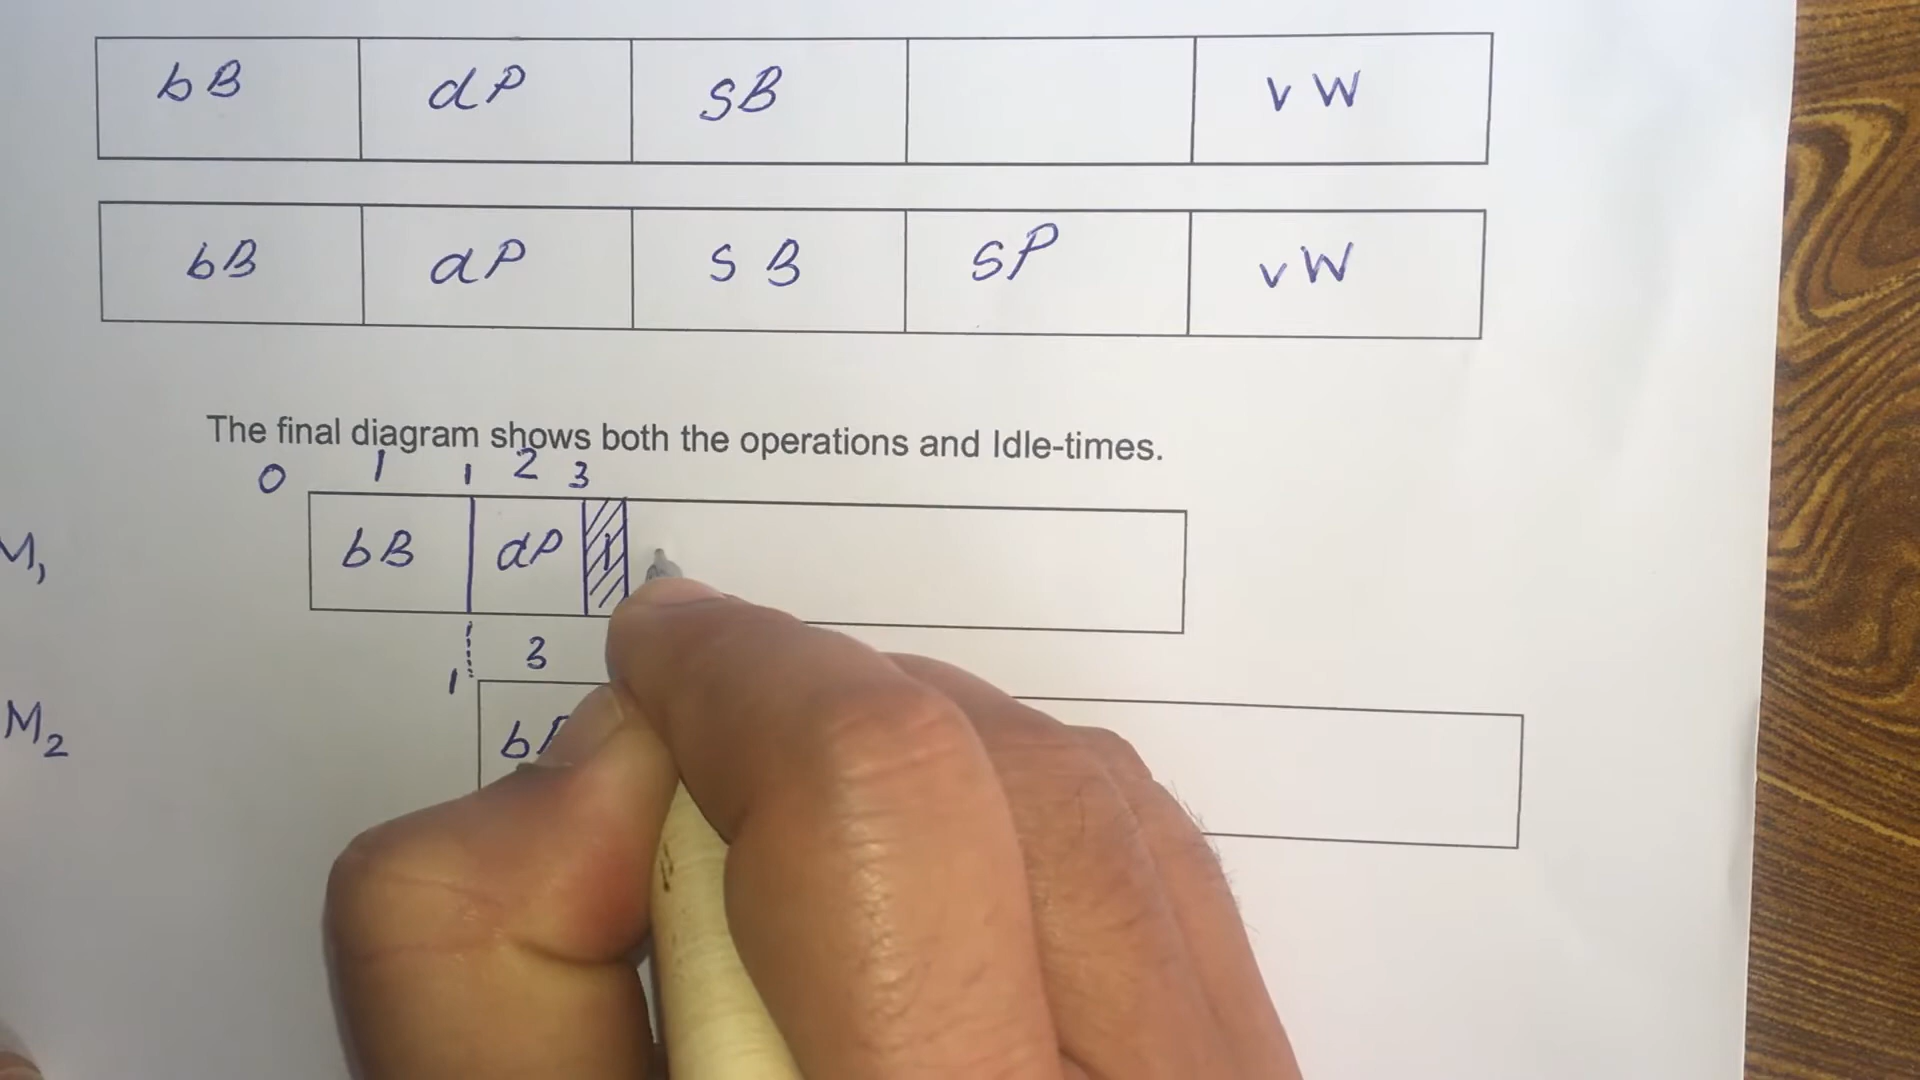 bB dP SB vW
bB dP SB SP vW
The final diagram shows both the operations and Idle-times.
0 1 1 2 3
M1 bB dP 1
1 3
M2